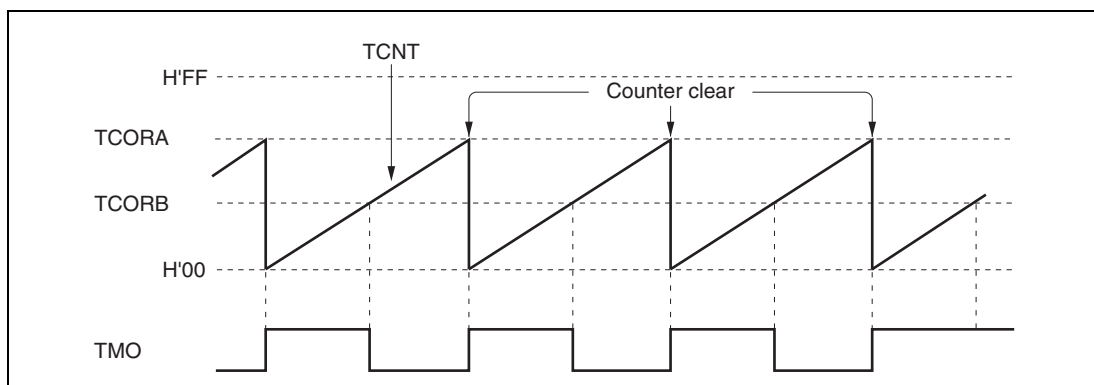 TCNT
H'FF
Counter clear
TCORA
TCORB
H'00
TMO